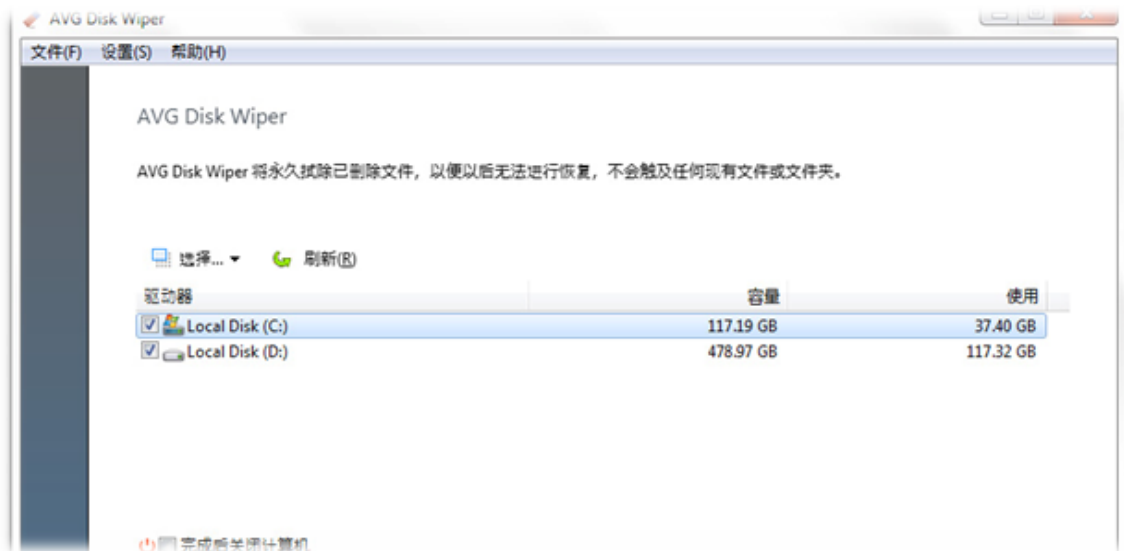 AVG Disk Wiper
文件(F) 设置(S) 帮助(H)
AVG Disk Wiper
AVG Disk Wiper 将永久拭除已删除文件，以便以后无法进行恢复，不会触及任何现有文件或文件夹。
选择... 刷新(R)
驱动器 容量 使用
Local Disk (C:) 117.19 GB 37.40 GB
Local Disk (D:) 478.97 GB 117.32 GB
完成后关闭计算机